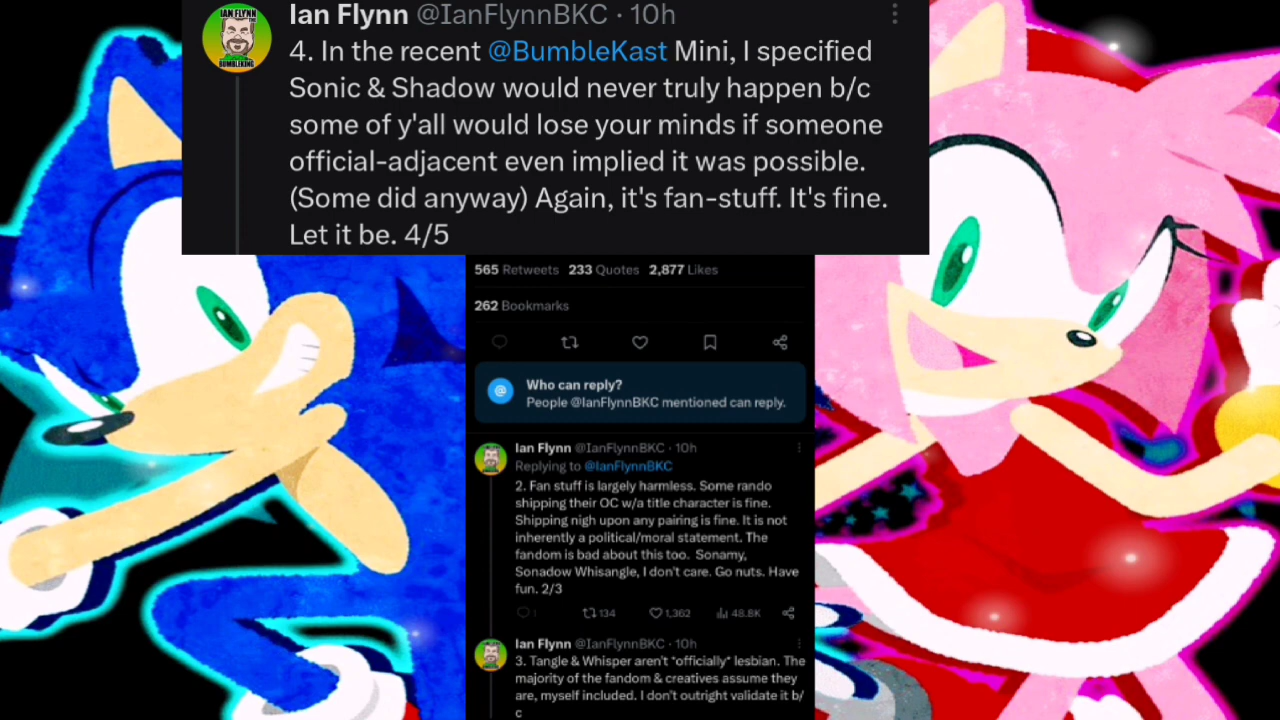 Ian Flynn @IanFlynnBKC · 10h
4. In the recent @BumbleKast Mini, I specified
Sonic & Shadow would never truly happen b/c
some of y'all would lose your minds if someone
official-adjacent even implied it was possible.
(Some did anyway) Again, it's fan-stuff. It's fine.
Let it be. 4/5
IAN FLYNN
BUMBLEKING
565 Retweets 233 Quotes 2,877 Likes
262 Bookmarks
Who can reply?
People @IanFlynnBKC mentioned can reply.
Ian Flynn @IanFlynnBKC · 10h
Replying to @IanFlynnBKC
2. Fan stuff is largely harmless. Some rando
shipping their OC w/a title character is fine.
Shipping nigh upon any pairing is fine. It is not
inherently a political/moral statement. The
fandom is bad about this too. Sonamy,
Sonadow Whisangle, I don't care. Go nuts. Have
fun. 2/3
1 134 1,362 48.8K
Ian Flynn @IanFlynnBKC · 10h
3. Tangle & Whisper aren't *officially* lesbian. The
majority of the fandom & creatives assume they
are, myself included. I don't outright validate it b/
c